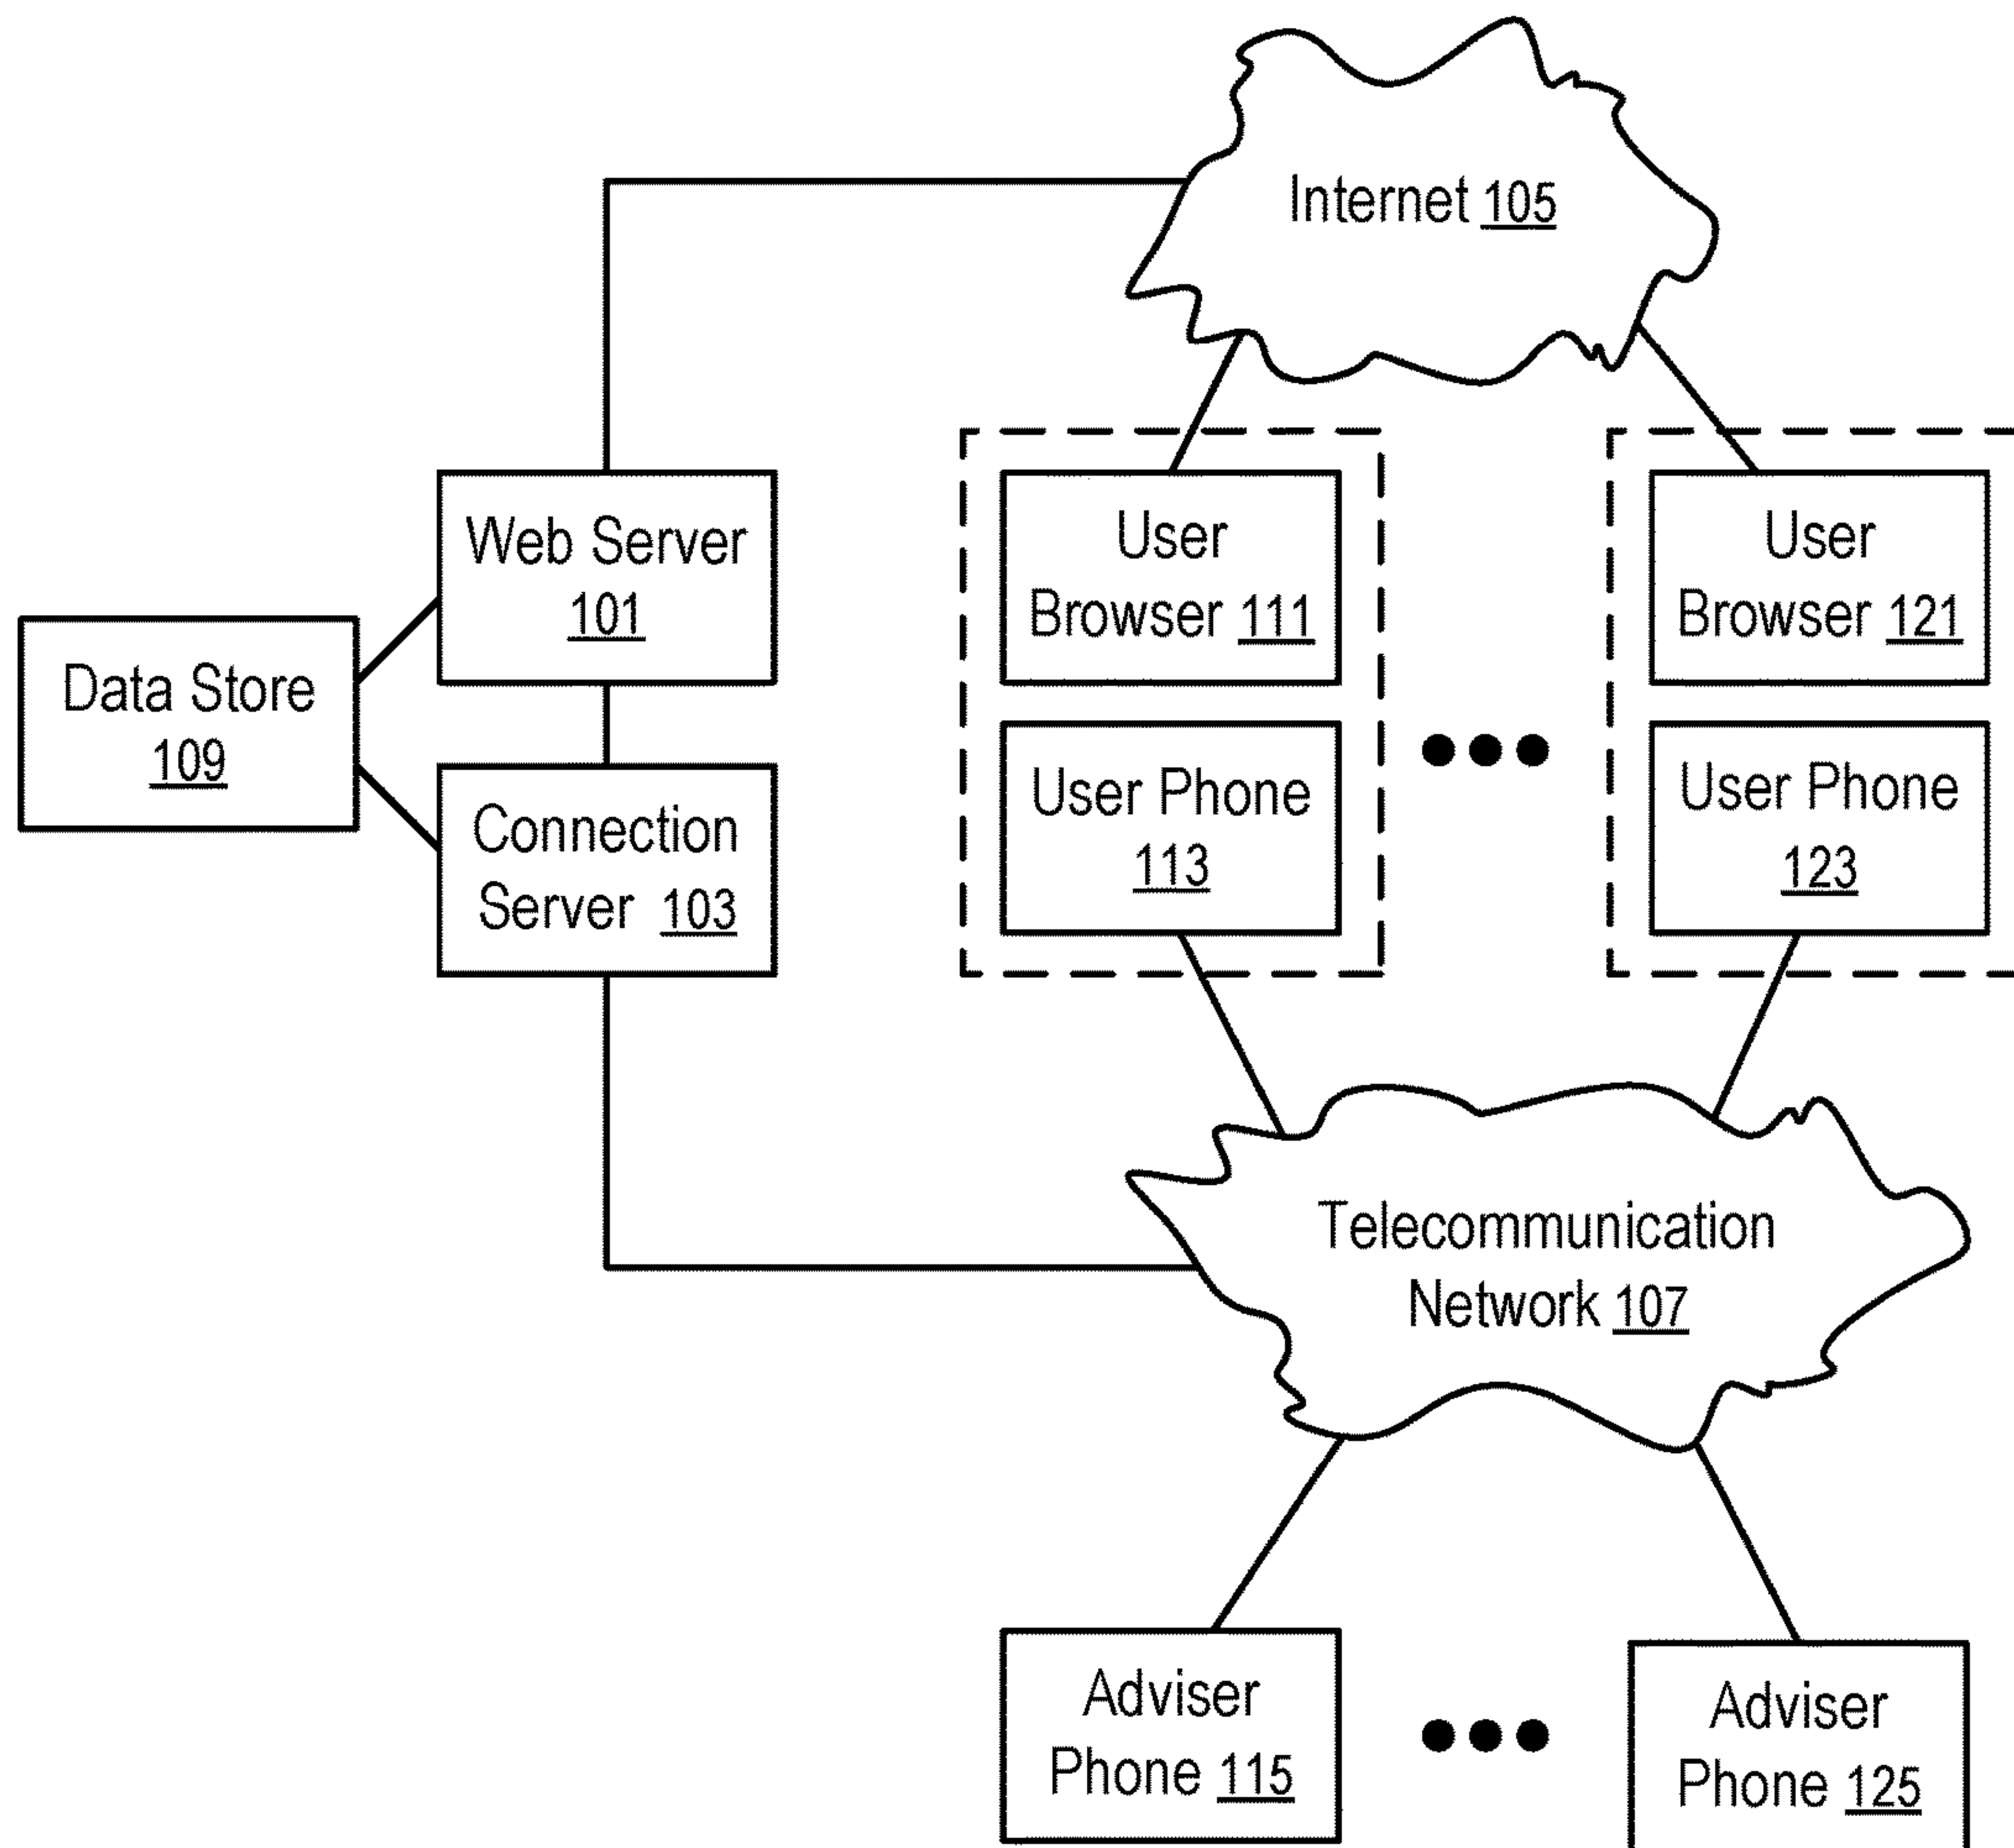 Internet 105
Web Server
101
Data Store
109
Connection
Server 103
User
Browser 111
User Phone
113
User
Browser 121
User Phone
123
Telecommunication
Network 107
Adviser
Phone 115
Adviser
Phone 125